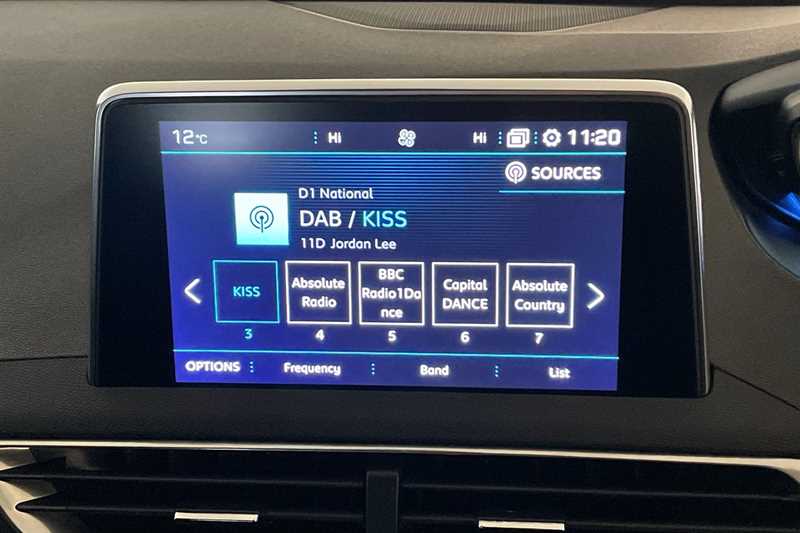 12°C Hi Hi 11:20
SOURCES
D1 National
DAB / KISS
11D Jordan Lee
KISS
Absolute
Radio
BBC
Radio1Da
nce
Capital
DANCE
Absolute
Country
3 4 5 6 7
OPTIONS Frequency Band List